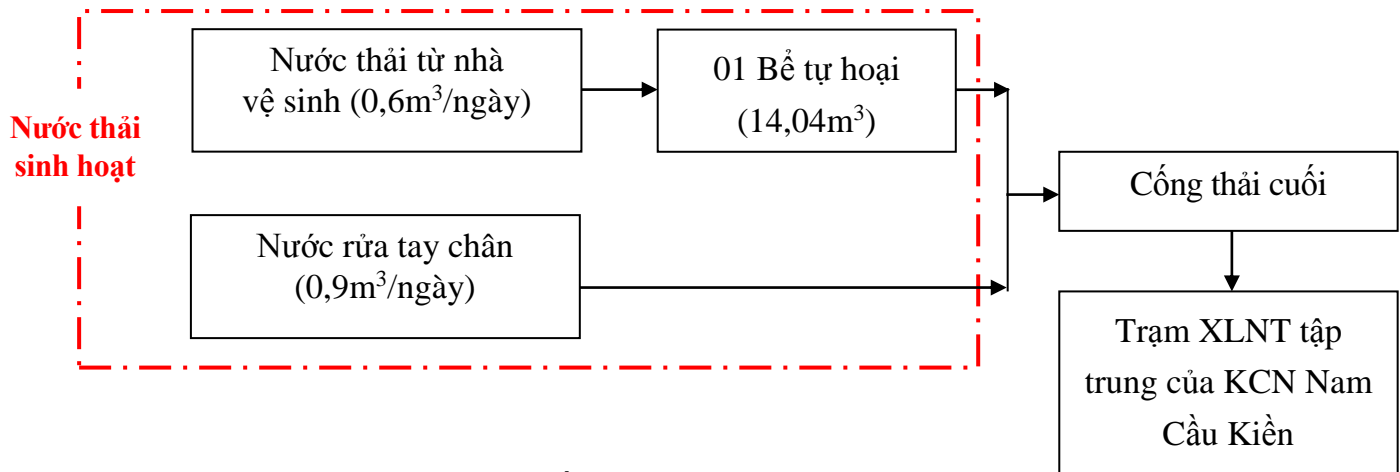 Nước thải từ nhà
vệ sinh (0,6m³/ngày)
01 Bể tự hoại
(14,04m³)
Nước thải
sinh hoạt
Cống thải cuối
Nước rửa tay chân
(0,9m³/ngày)
Trạm XLNT tập
trung của KCN Nam
Cầu Kiền